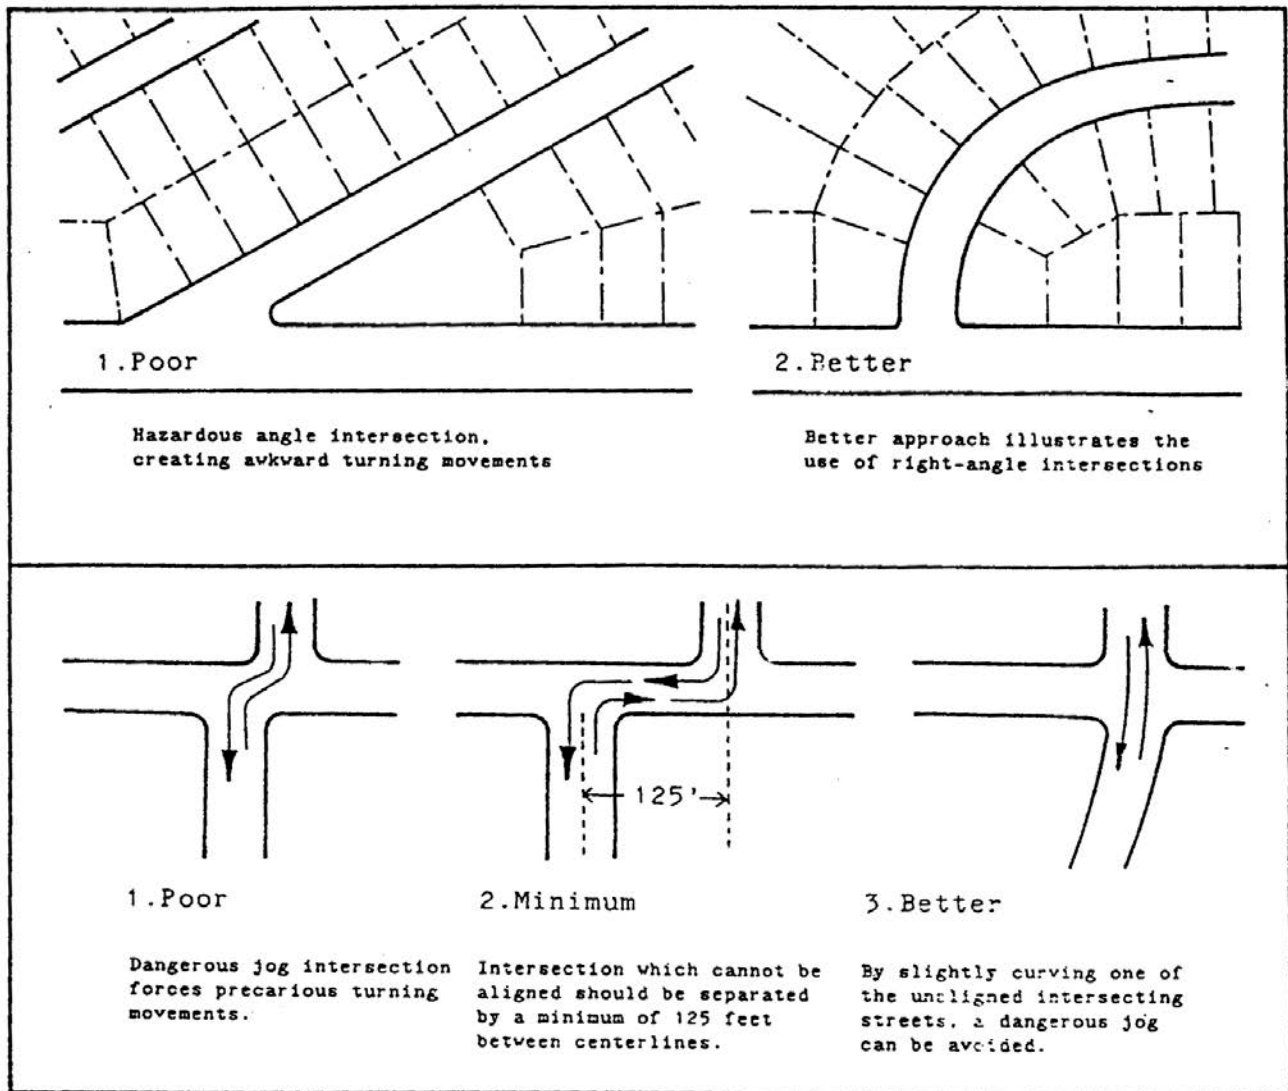 1.Poor
Hazardous angle intersection,
creating awkward turning movements
2.Better
Better approach illustrates the
use of right-angle intersections
125'
1.Poor
Dangerous jog intersection
forces precarious turning
movements.
2.Minimum
Intersection which cannot be
aligned should be separated
by a minimum of 125 feet
between centerlines.
3.Better
By slightly curving one of
the unaligned intersecting
streets, a dangerous jog
can be avoided.